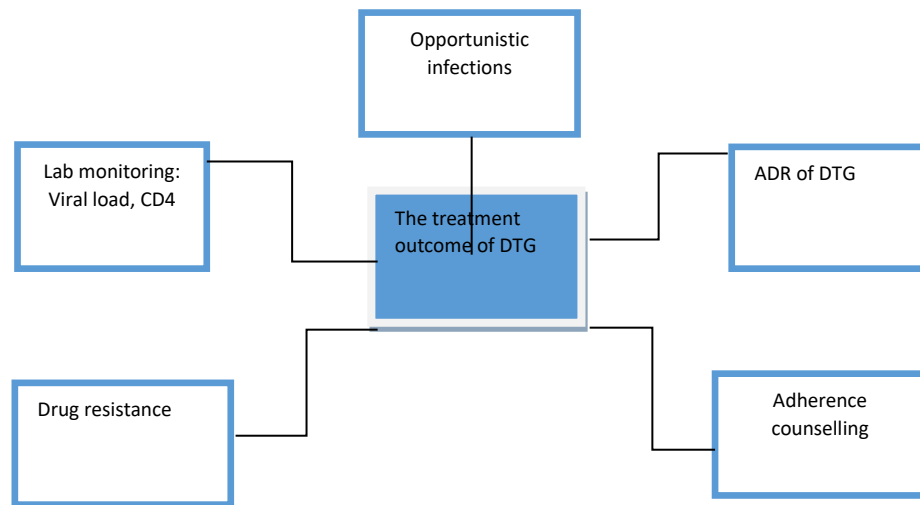 Opportunistic
infections
Lab monitoring:
Viral load, CD4
ADR of DTG
The treatment
outcome of DTG
Drug resistance
Adherence
counselling